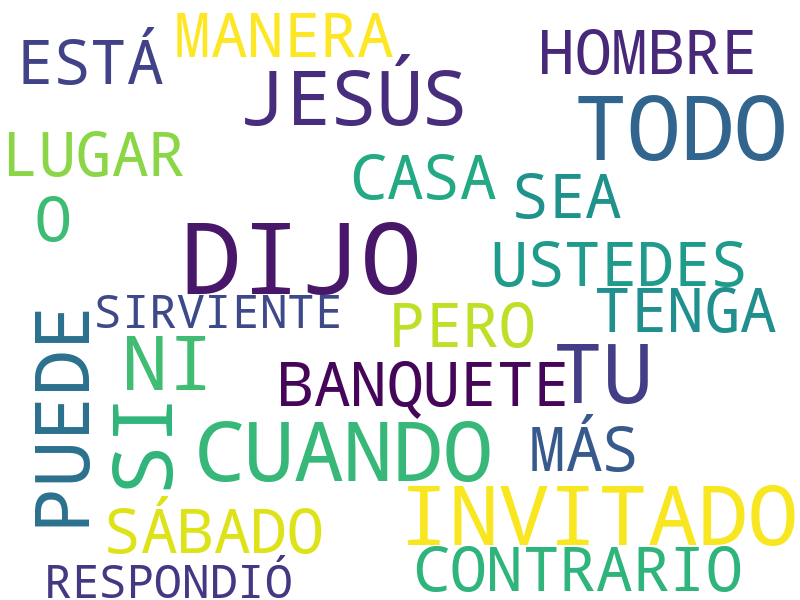 MANERA
ESTÁ
HOMBRE
JESÚS
TODO
LUGAR
CASA
SEA
O
DIJO
USTEDES
SIRVIENTE
PERO
TENGA
PUEDE
NI
BANQUETE
TU
SI
CUANDO
MÁS
SÁBADO
INVITADO
CONTRARIO
RESPONDIÓ